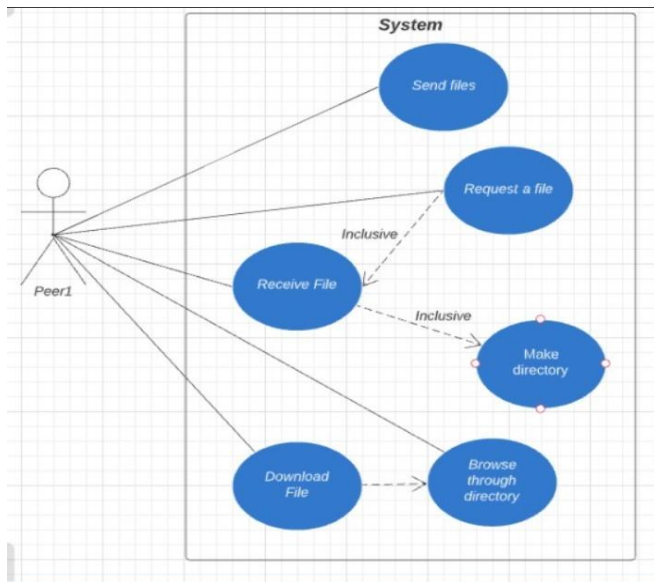 System
Send files
Request a file
Inclusive
Receive File
Peer1
Inclusive
Make
directory
Download
File
Browse
through
directory